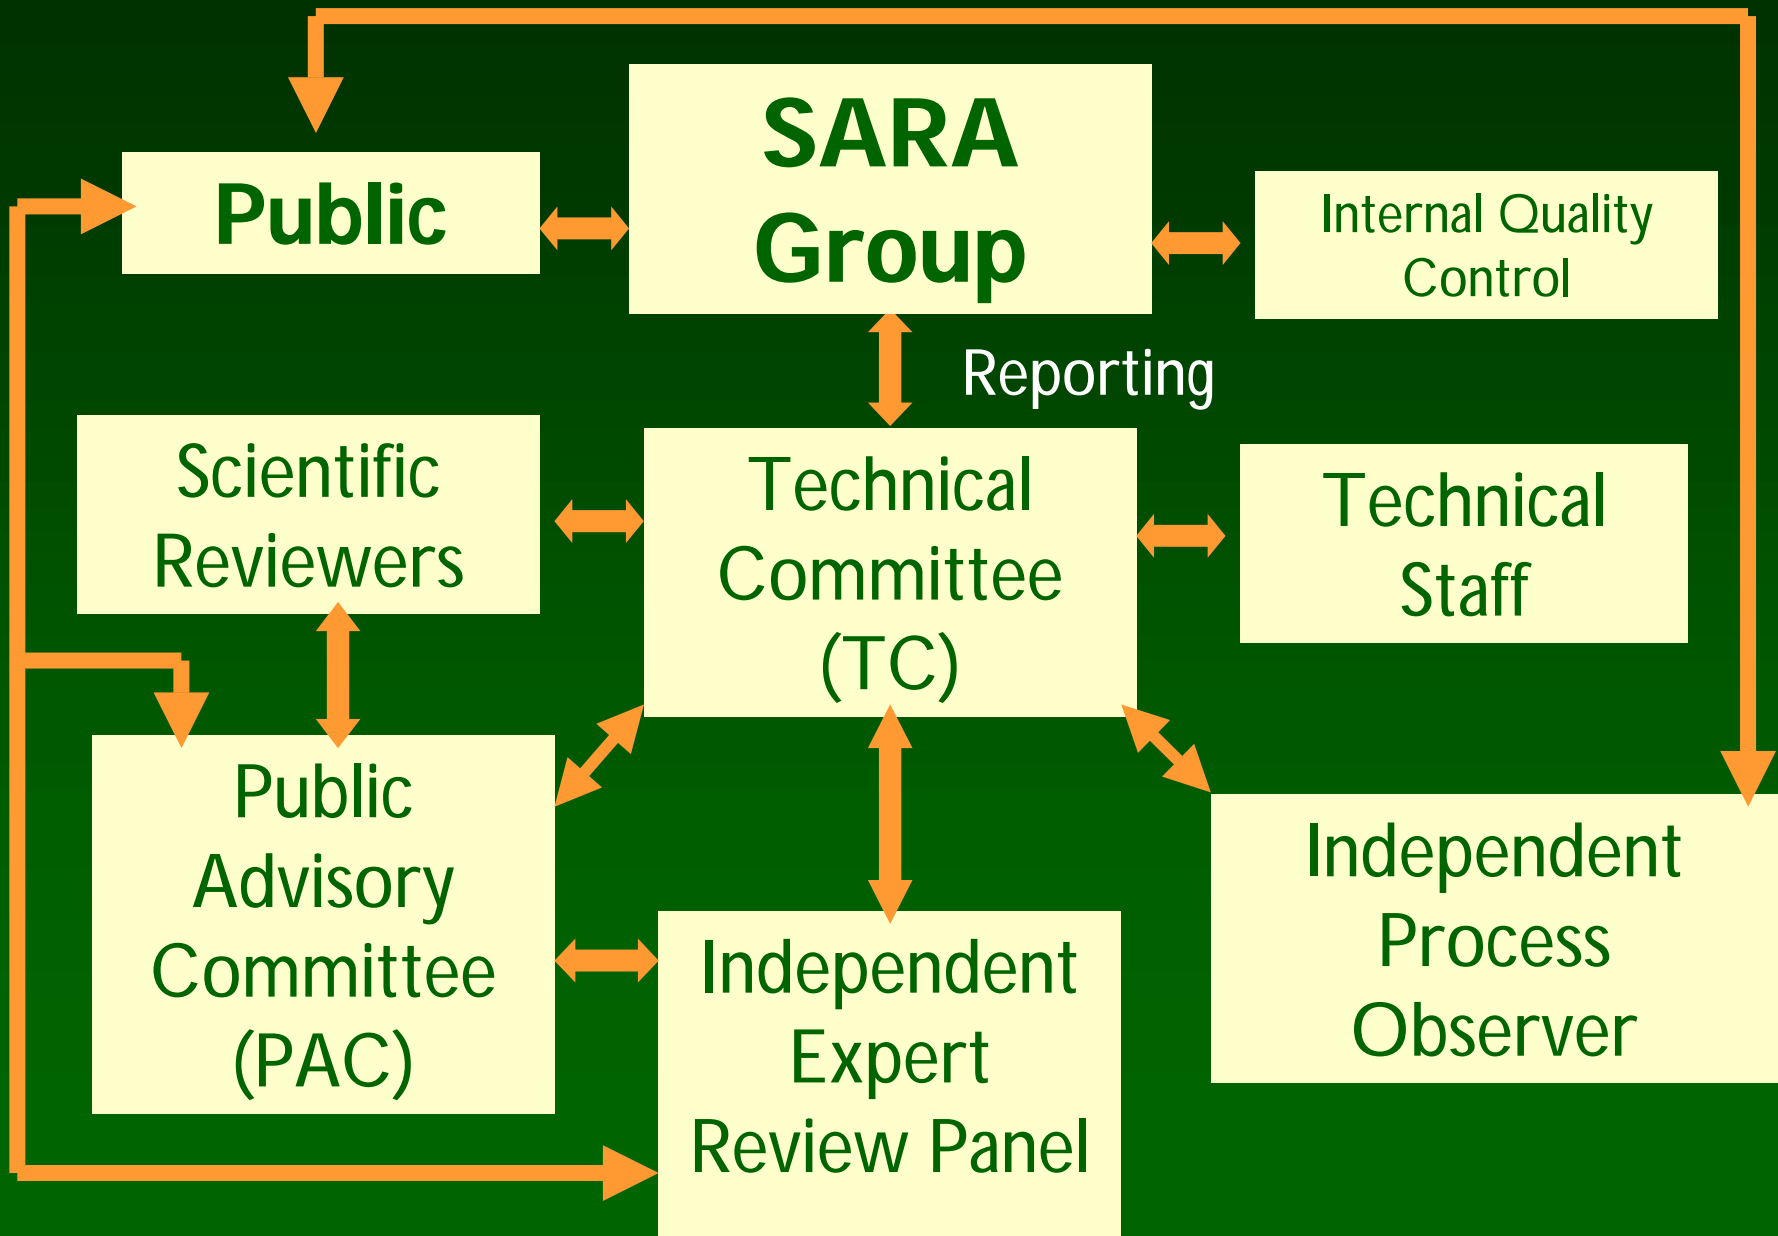 Public
SARA
Group
Internal Quality
Control
Reporting
Scientific
Reviewers
Technical
Committee
(TC)
Technical
Staff
Public
Advisory
Committee
(PAC)
Independent
Expert
Review Panel
Independent
Process
Observer